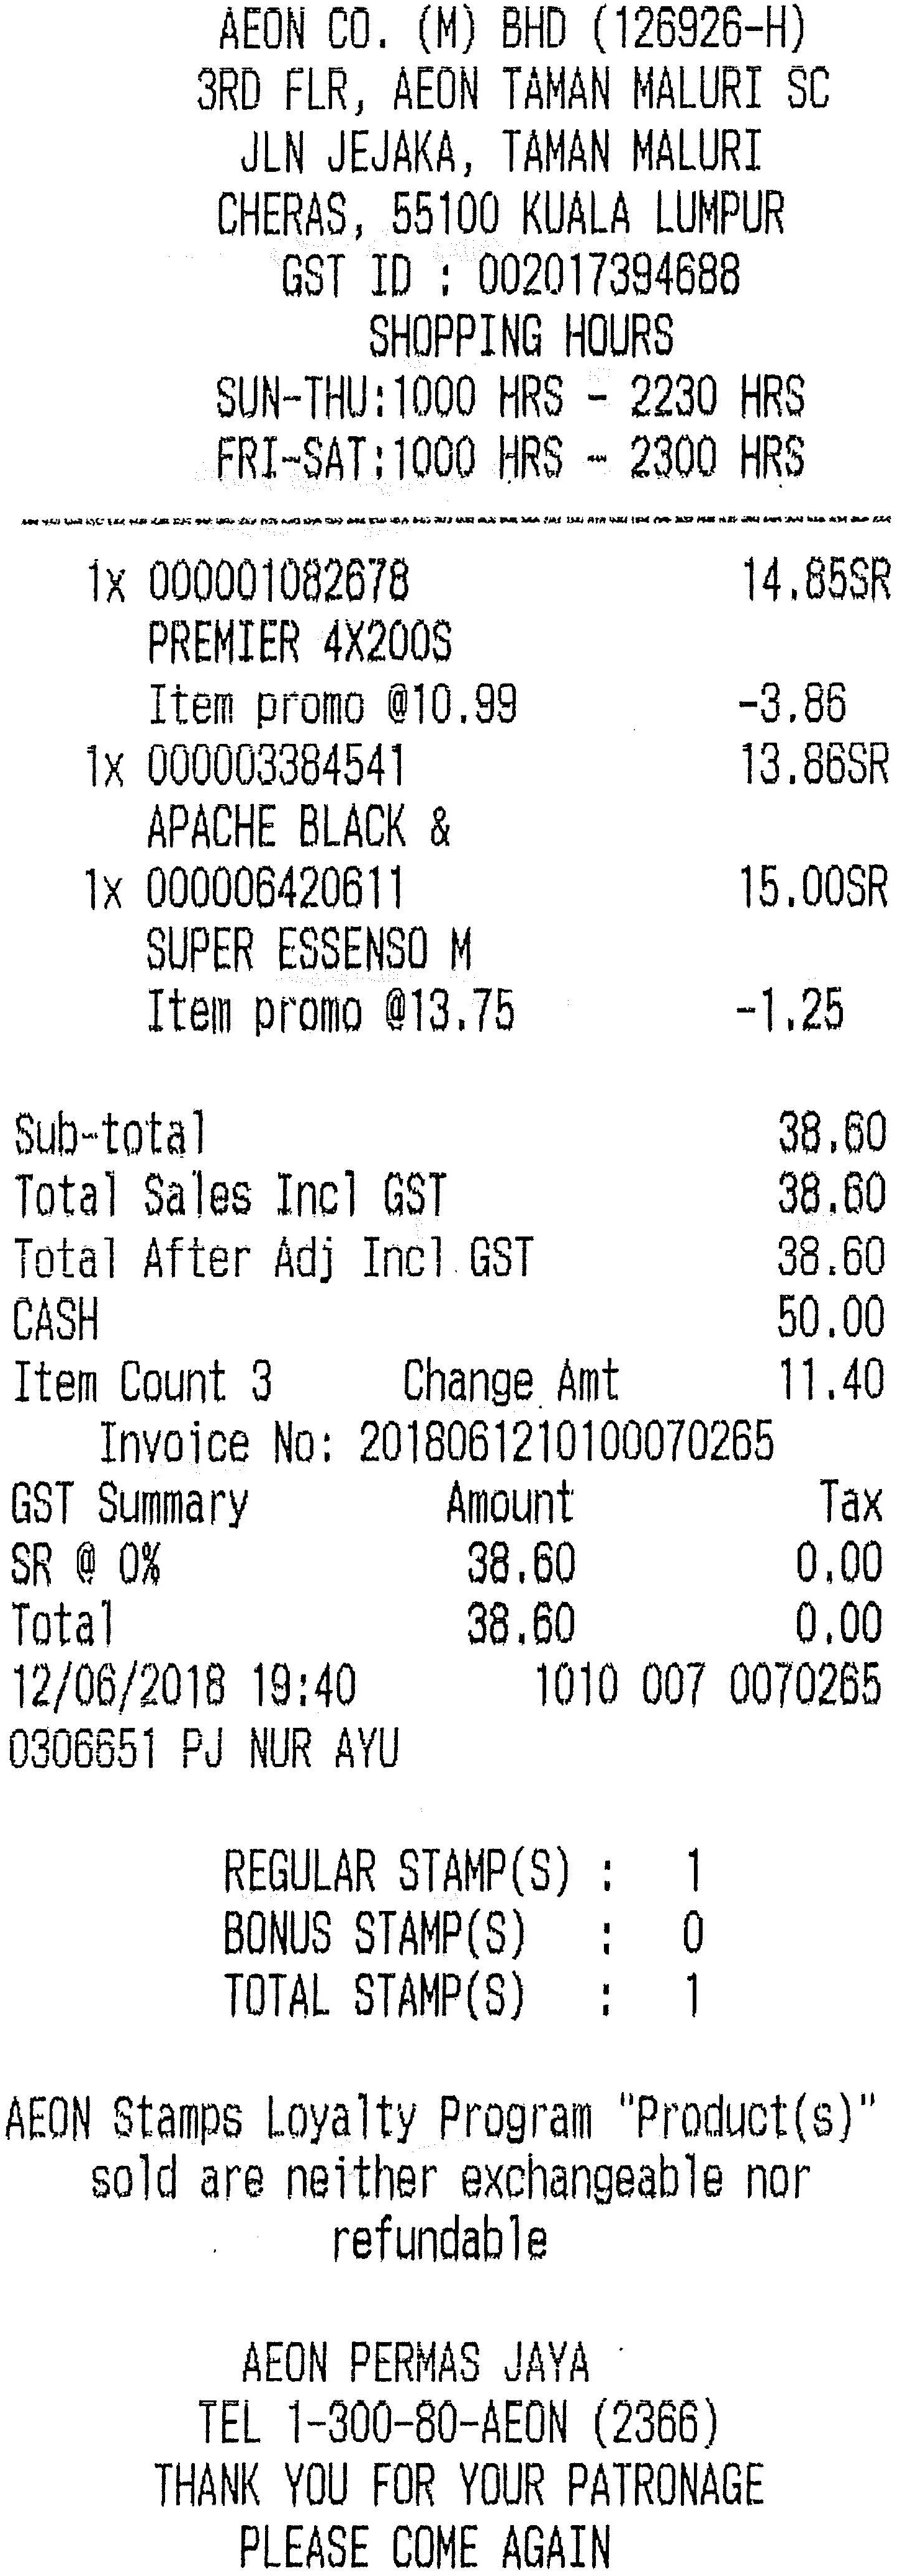 AEON CO. (M) BHD (126926-H)
3RD FLR, AEON TAMAN MALURI SC
JLN JEJAKA, TAMAN MALURI
CHERAS, 55100 KUALA LUMPUR
GST ID : 002017394688
SHOPPING HOURS
SUN-THU:1000 HRS - 2230 HRS
FRI-SAT:1000 HRS - 2300 HRS
1x 000001082678 14.85SR
PREMIER 4X200S
Item promo @10.99 -3.86
1x 000003384541 13.86SR
APACHE BLACK &
1x 000006420611 15.00SR
SUPER ESSENSO M
Item promo @13.75 -1.25
Sub-total 38.60
Total Sales Incl GST 38.60
Total After Adj Incl GST 38.60
CASH 50.00
Item Count 3 Change Amt 11.40
Invoice No: 2018061210100070265
GST Summary Amount Tax
SR @ 0% 38.60 0.00
Total 38.60 0.00
12/06/2018 19:40 1010 007 0070265
0306651 PJ NUR AYU
REGULAR STAMP(S) : 1
BONUS STAMP(S) : 0
TOTAL STAMP(S) : 1
AEON Stamps Loyalty Program "Product(s)"
sold are neither exchangeable nor
refundable
AEON PERMAS JAYA
TEL 1-300-80-AEON (2366)
THANK YOU FOR YOUR PATRONAGE
PLEASE COME AGAIN